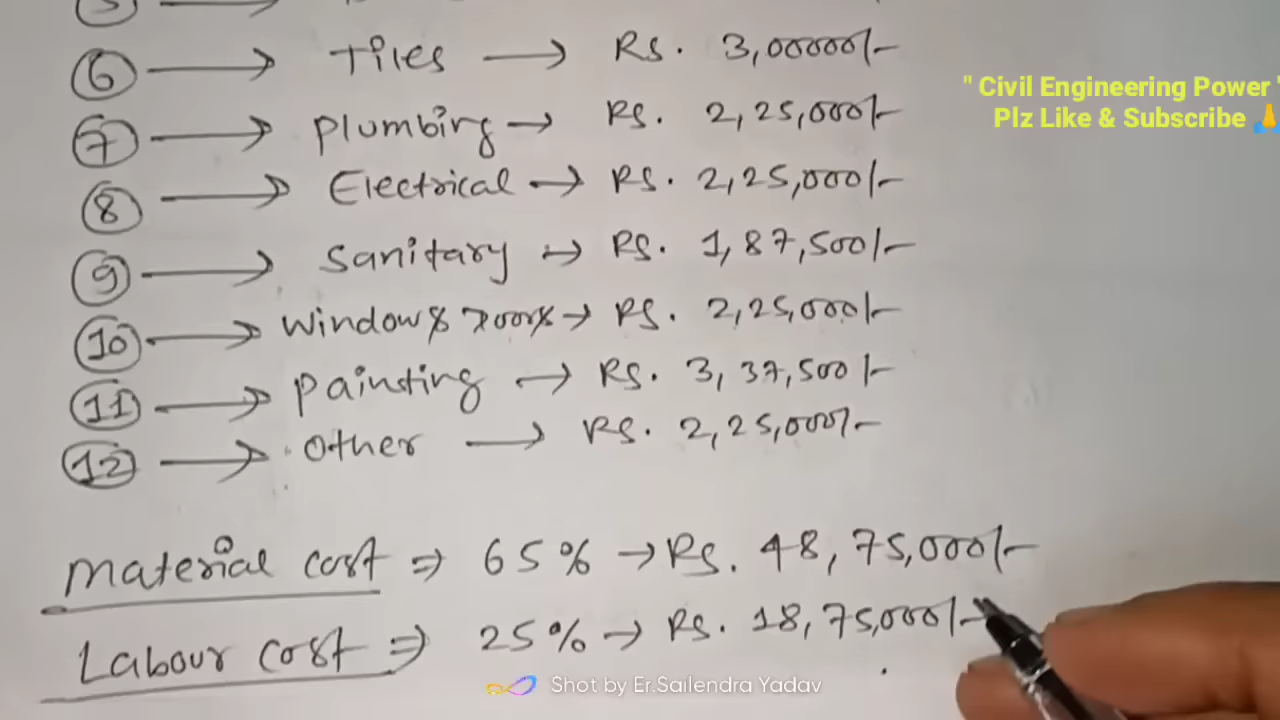 6 → Tiles → Rs. 3,00000/-
" Civil Engineering Power "
Plz Like & Subscribe 🙏
7 → Plumbing → Rs. 2,25,000/-
8 → Electrical → Rs. 2,25,000/-
9 → Sanitary → Rs. 1,87,500/-
10 → Window & → Rs. 2,25,000/-
11 → Painting → Rs. 3,37,500/-
12 → Other → Rs. 2,25,000/-
Material cost ⇒ 65% → Rs. 48,75,000/-
Labour cost ⇒ 25% → Rs. 18,75,000/-
Shot by Er.Sailendra Yadav